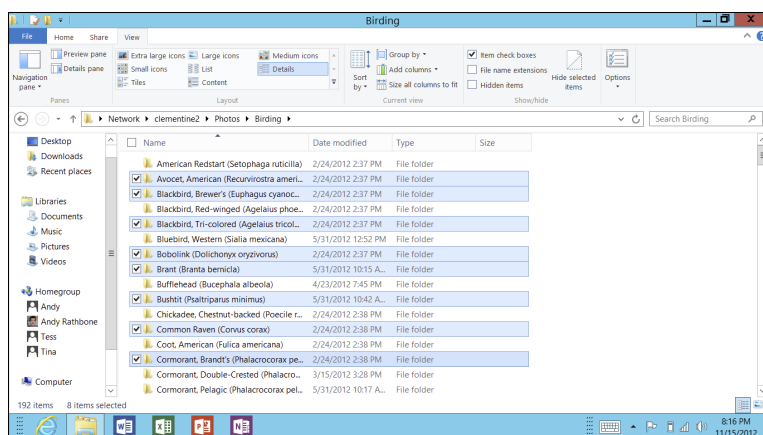 Birding
File Home Share View
Preview pane
Details pane
Navigation pane
Panes
Extra large icons Large icons Medium icons
Small icons List Details
Tiles Content
Layout
Sort by
Group by
Add columns
Size all columns to fit
Current view
Item check boxes
File name extensions
Hidden items
Hide selected items
Show/hide
Options
Network Clementine2 Photos Birding
Search Birding
Desktop
Downloads
Recent places
Libraries
Documents
Music
Pictures
Videos
Homegroup
Andy
Andy Rathbone
Tess
Tina
Computer
Name Date modified Type Size
American Redstart (Setophaga ruticilla) 2/24/2012 2:37 PM File folder
Avocet, American (Recurvirostra ameri... 2/24/2012 2:37 PM File folder
Blackbird, Brewer's (Euphagus cyanoc... 2/24/2012 2:37 PM File folder
Blackbird, Red-winged (Agelaius phoe... 2/24/2012 2:37 PM File folder
Blackbird, Tri-colored (Agelaius tricol... 2/24/2012 2:37 PM File folder
Bluebird, Western (Sialia mexicana) 5/31/2012 12:52 PM File folder
Bobolink (Dolichonyx oryzivorus) 2/24/2012 2:37 PM File folder
Brant (Branta bernicla) 5/31/2012 10:15 A... File folder
Bufflehead (Bucephala albeola) 4/23/2012 7:45 PM File folder
Bushtit (Psaltriparus minimus) 5/31/2012 10:42 A... File folder
Chickadee, Chestnut-backed (Poecile r... 2/24/2012 2:38 PM File folder
Common Raven (Corvus corax) 2/24/2012 2:38 PM File folder
Coot, American (Fulica americana) 2/24/2012 2:38 PM File folder
Cormorant, Brandt's (Phalacrocorax pe... 2/24/2012 2:38 PM File folder
Cormorant, Double-Crested (Phalacro... 3/15/2012 3:28 PM File folder
Cormorant, Pelagic (Phalacrocorax pel... 5/31/2012 10:17 A... File folder
192 items 8 items selected
8:16 PM
11/15/2012